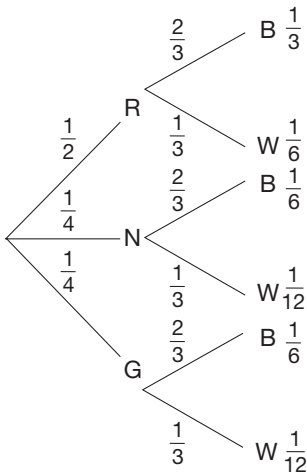 2/3 B 1/3
R
1/2 1/3 W 1/6
2/3 B 1/6
1/4 N
1/4 1/3 W 1/12
2/3 B 1/6
G
1/3 W 1/12